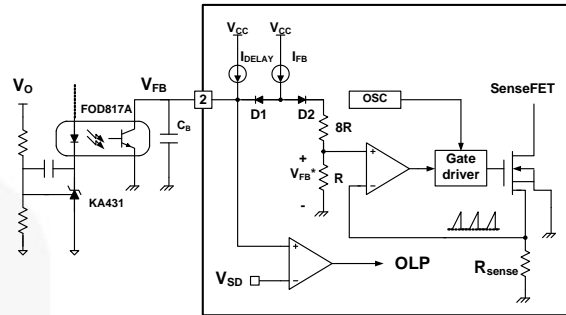 VCC VCC
IDELAY IFB
VO VFB 2
FOD817A
D1 D2
CB
8R
OSC
SenseFET
+
VFB*
-
R
+
−
Gate
driver
KA431
+
−
VSD
OLP
Rsense